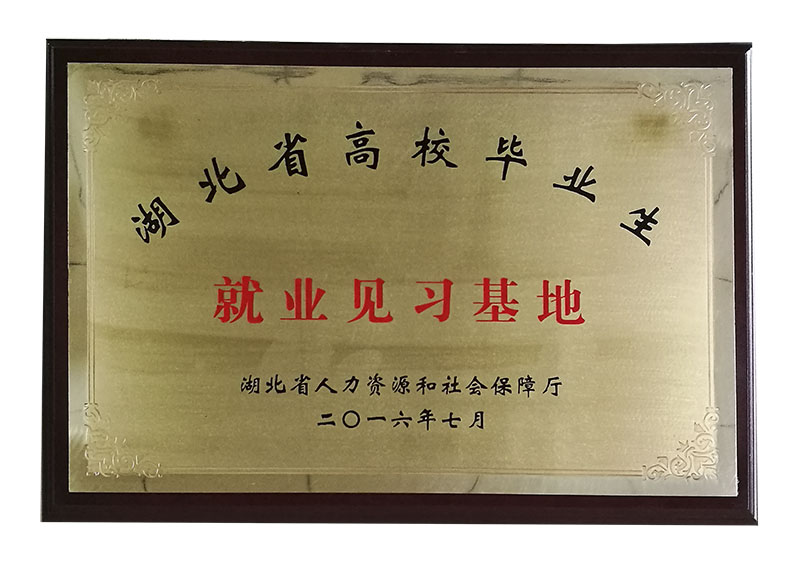 湖北省高校毕业生
就业见习基地
湖北省人力资源和社会保障厅
二〇一六年七月